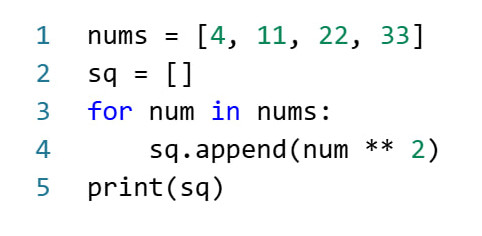 1 nums = [4, 11, 22, 33]
2 sq = []
3 for num in nums:
4     sq.append(num ** 2)
5 print(sq)